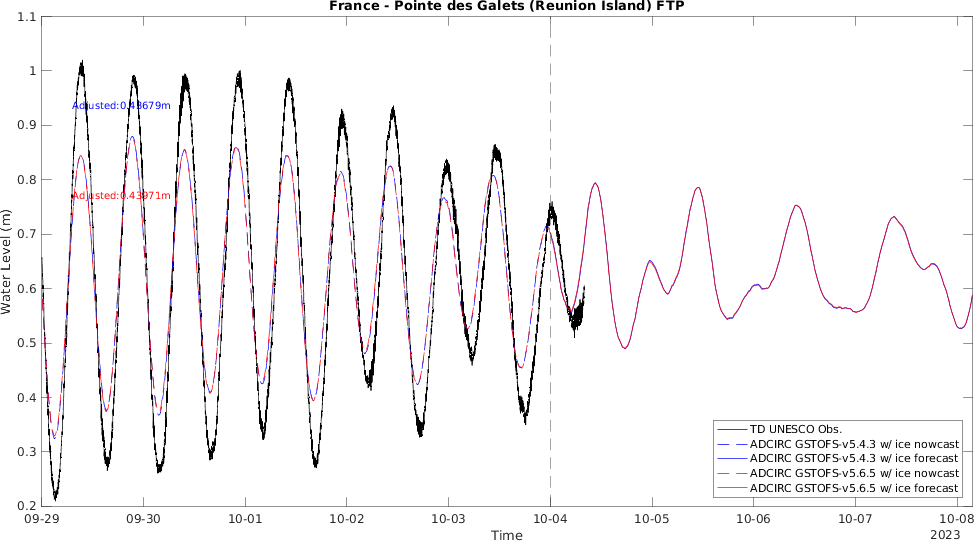 France - Pointe des Galets (Reunion Island) FTP
1.1
1
0.9
0.8
0.7
0.6
0.5
0.4
0.3
0.2
Water Level (m)
Adjusted:0.43679m
Adjusted:0.43971m
TD UNESCO Obs.
ADCIRC GSTOFS-v5.4.3 w/ ice nowcast
ADCIRC GSTOFS-v5.4.3 w/ ice forecast
ADCIRC GSTOFS-v5.6.5 w/ ice nowcast
ADCIRC GSTOFS-v5.6.5 w/ ice forecast
09-29 09-30 10-01 10-02 10-03 10-04 10-05 10-06 10-07 10-08
2023
Time